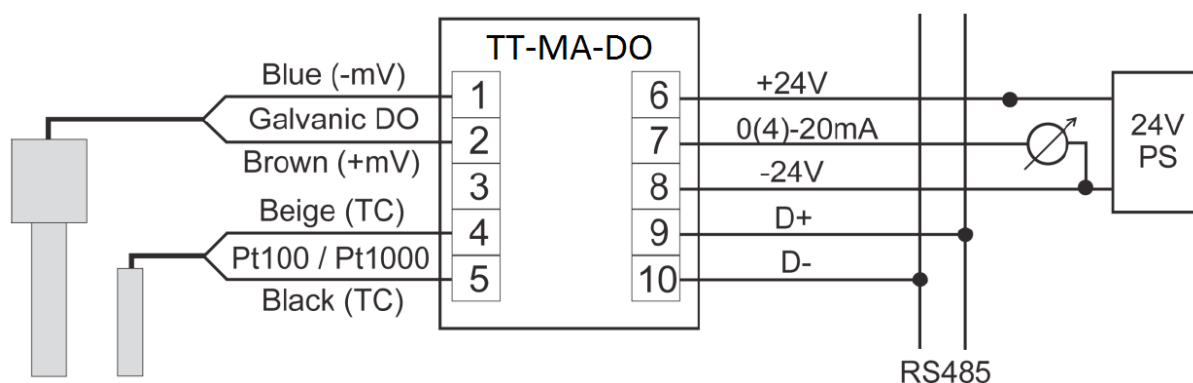 TT-MA-DO
Blue (-mV)
Galvanic DO
Brown (+mV)
Beige (TC)
Pt100 / Pt1000
Black (TC)
1
2
3
4
5
6
7
8
9
10
+24V
0(4)-20mA
-24V
D+
D-
24V
PS
RS485